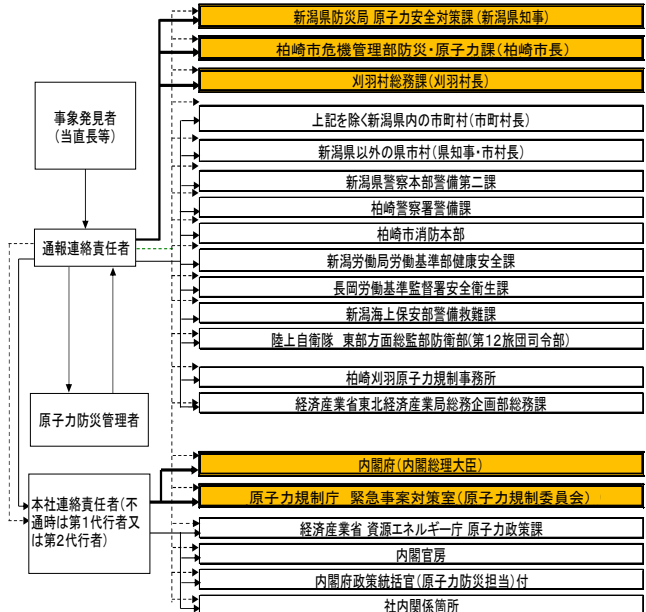 新潟県防災局 原子力安全対策課(新潟県知事)
柏崎市危機管理部防災・原子力課(柏崎市長)
刈羽村総務課(刈羽村長)
事象発見者
(当直長等)
上記を除く新潟県内の市町村(市町村長)
新潟県以外の県市村(県知事・市村長)
新潟県警察本部警備第二課
柏崎警察署警備課
柏崎市消防本部
通報連絡責任者
新潟労働局労働基準部健康安全課
長岡労働基準監督署安全衛生課
新潟海上保安部警備救難課
陸上自衛隊 東部方面総監部防衛部(第12旅団司令部)
柏崎刈羽原子力規制事務所
経済産業省東北経済産業局総務企画部総務課
原子力防災管理者
内閣府(内閣総理大臣)
原子力規制庁 緊急事案対策室(原子力規制委員会)
本社連絡責任者(不
通時は第1代行者又
は第2代行者)
経済産業省 資源エネルギー庁 原子力政策課
内閣官房
内閣府政策統括官(原子力防災担当)付
社内関係箇所